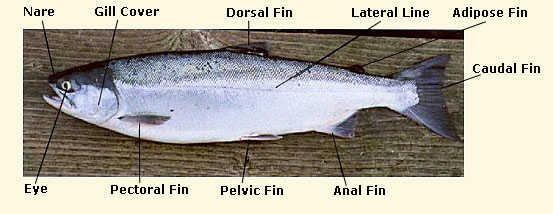 Nare
Gill Cover
Dorsal Fin
Lateral Line
Adipose Fin
Caudal Fin
Eye
Pectoral Fin
Pelvic Fin
Anal Fin